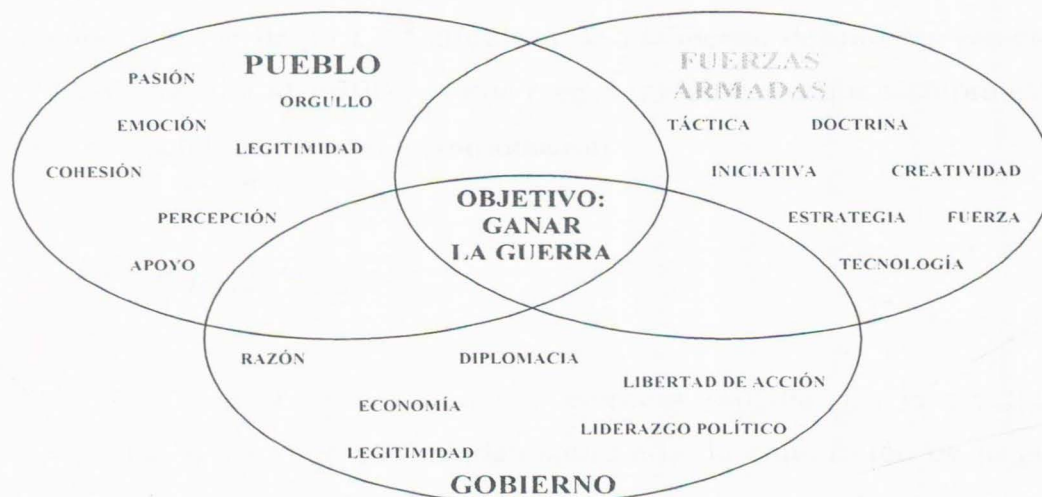 PUEBLO
PASIÓN
ORGULLO
EMOCIÓN
LEGITIMIDAD
COHESIÓN
PERCEPCIÓN
APOYO
FUERZAS
ARMADAS
TÁCTICA DOCTRINA
INICIATIVA CREATIVIDAD
ESTRATEGIA FUERZA
TECNOLOGÍA
OBJETIVO:
GANAR
LA GUERRA
RAZÓN DIPLOMACIA
LIBERTAD DE ACCIÓN
ECONOMÍA
LIDERAZGO POLÍTICO
LEGITIMIDAD
GOBIERNO